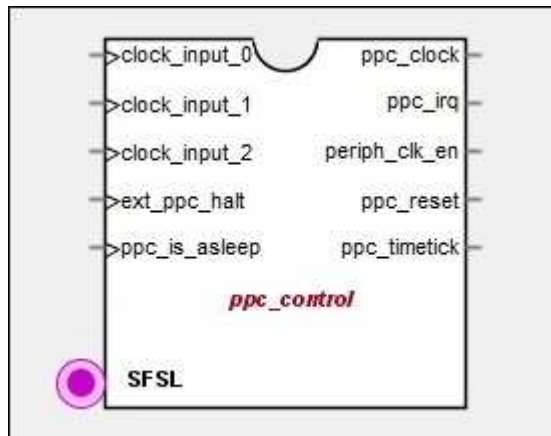 clock_input_0 ppc_clock
clock_input_1 ppc_irq
clock_input_2 periph_clk_en
ext_ppc_halt ppc_reset
ppc_is_asleep ppc_timetick
ppc_control
SFSL